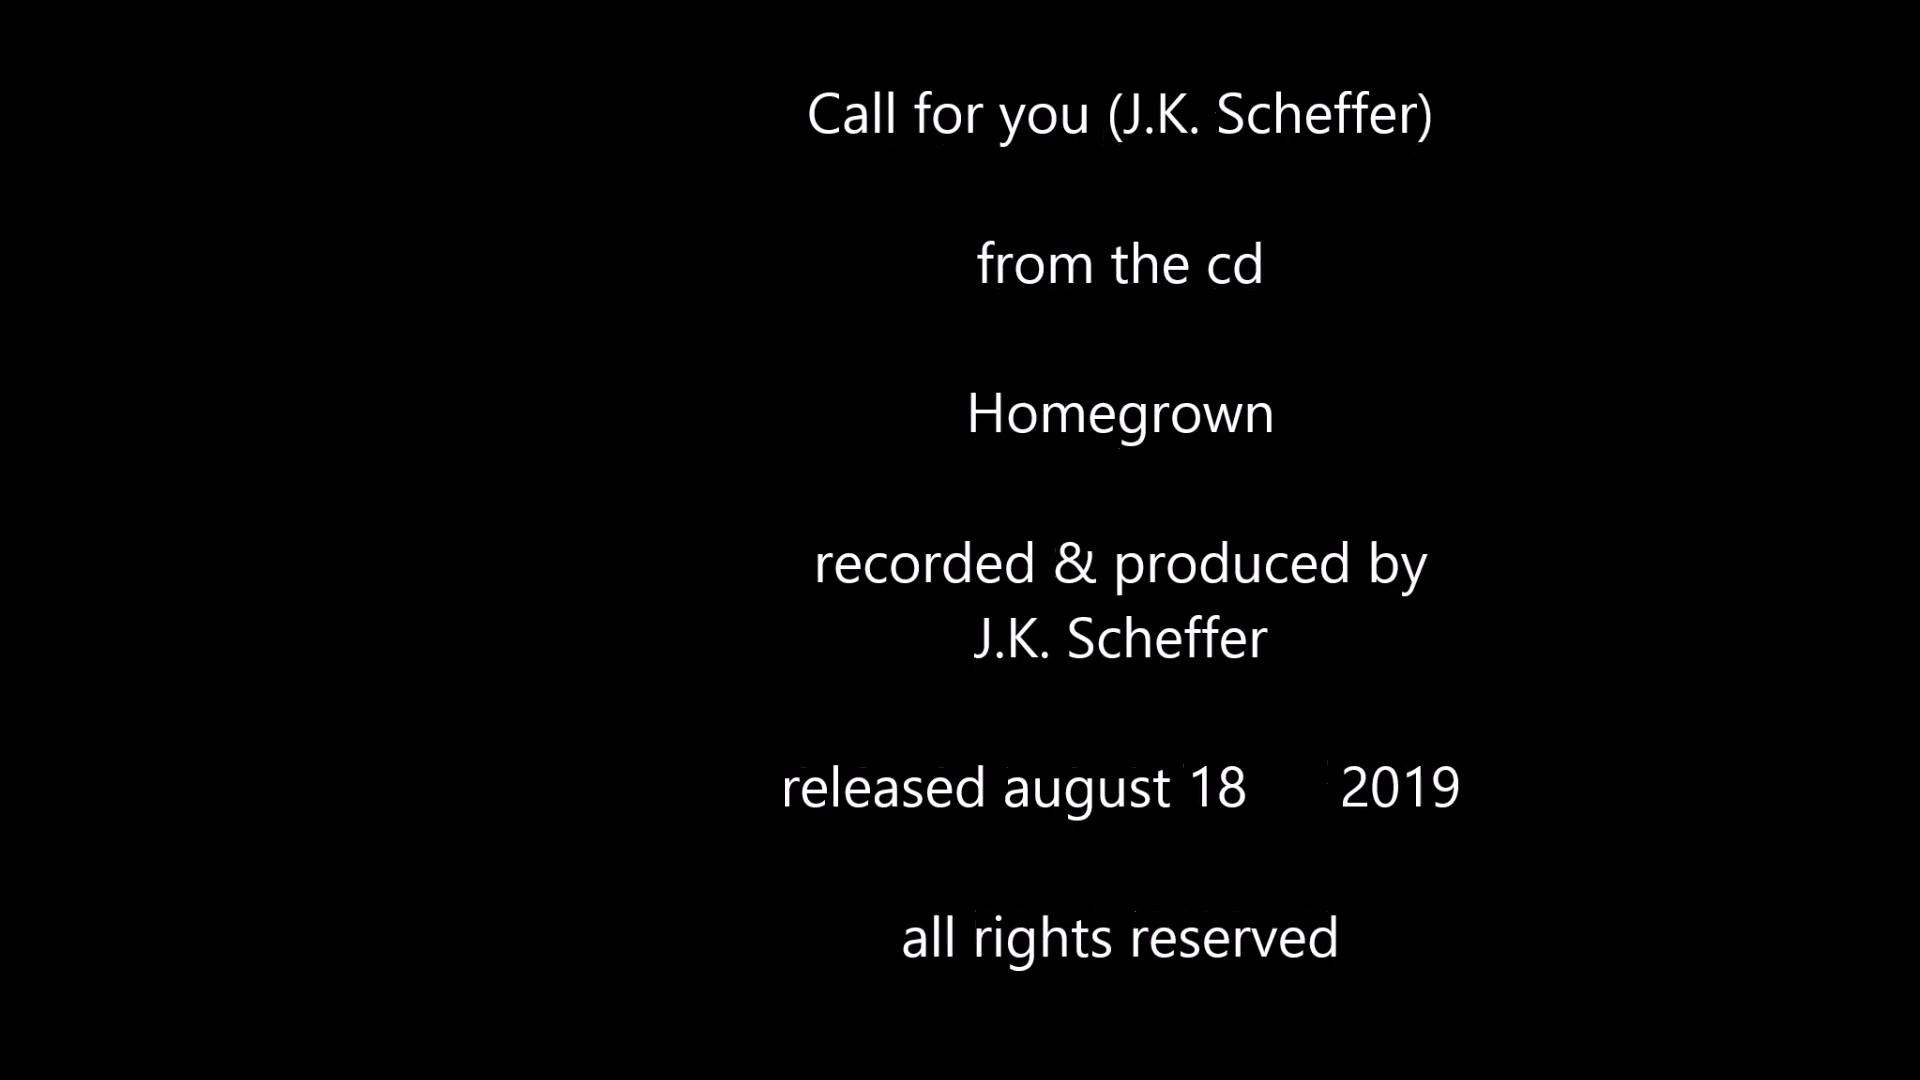 Call for you (J.K. Scheffer)
from the cd
Homegrown
recorded & produced by
J.K. Scheffer
released august 18 2019
all rights reserved